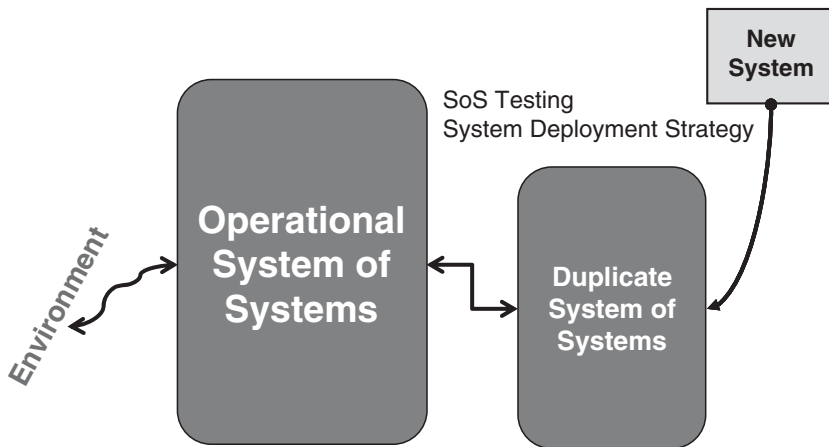 New
System
SoS Testing
System Deployment Strategy
Operational
System of
Systems
Duplicate
System of
Systems
Environment